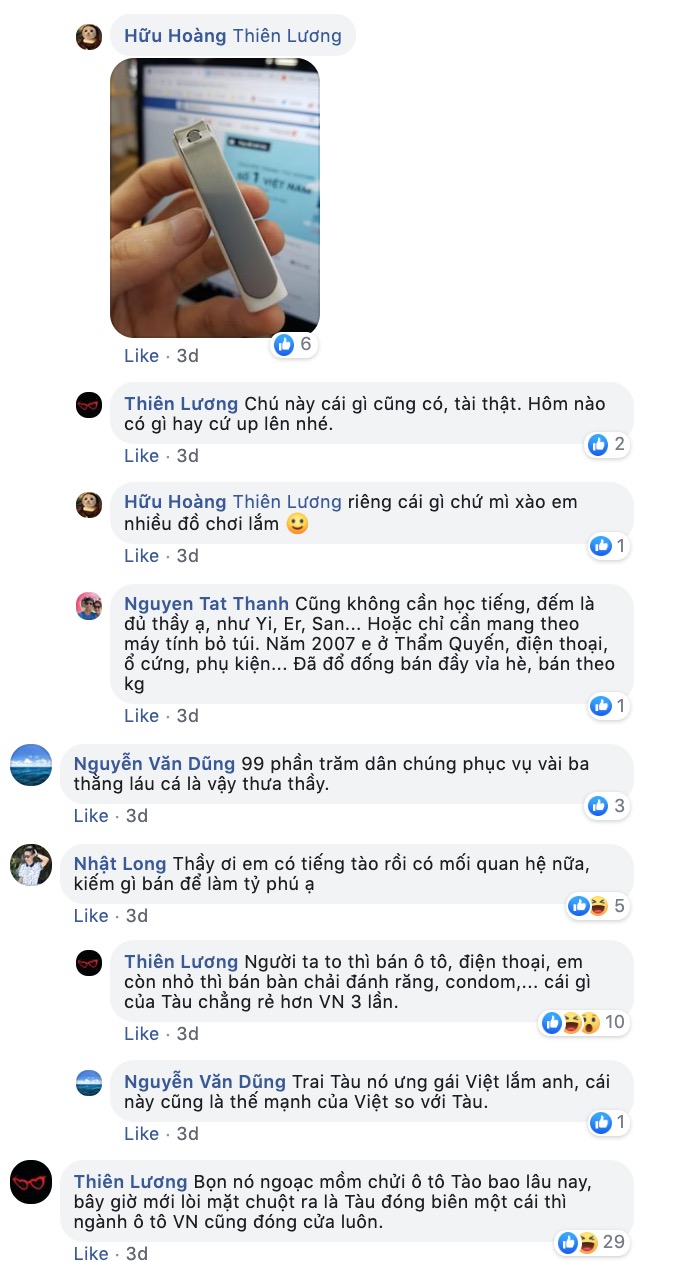 Hữu Hoàng Thiên Lương
SỐ 1 VIỆT NAM
6
Like · 3d
Thiên Lương Chú này cái gì cũng có, tài thật. Hôm nào
có gì hay cứ up lên nhé.
2
Like · 3d
Hữu Hoàng Thiên Lương riêng cái gì chứ mì xào em
nhiều đồ chơi lắm 🙂
1
Like · 3d
Nguyen Tat Thanh Cũng không cần học tiếng, đếm là
đủ thầy ạ, như Yi, Er, San... Hoặc chỉ cần mang theo
máy tính bỏ túi. Năm 2007 e ở Thẩm Quyến, điện thoại,
ổ cứng, phụ kiện... Đã đổ đống bán đầy vỉa hè, bán theo
kg
1
Like · 3d
Nguyễn Văn Dũng 99 phần trăm dân chúng phục vụ vài ba
thằng láu cá là vậy thưa thầy.
3
Like · 3d
Nhật Long Thầy ơi em có tiếng tào rồi có mối quan hệ nữa,
kiếm gì bán để làm tỷ phú ạ
5
Like · 3d
Thiên Lương Người ta to thì bán ô tô, điện thoại, em
còn nhỏ thì bán bàn chải đánh răng, condom,... cái gì
của Tàu chẳng rẻ hơn VN 3 lần.
10
Like · 3d
Nguyễn Văn Dũng Trai Tàu nó ưng gái Việt lắm anh, cái
này cũng là thế mạnh của Việt so với Tàu.
1
Like · 3d
Thiên Lương Bọn nó ngoạc mồm chửi ô tô Tào bao lâu nay,
bây giờ mới lòi mặt chuột ra là Tàu đóng biên một cái thì
ngành ô tô VN cũng đóng cửa luôn.
29
Like · 3d